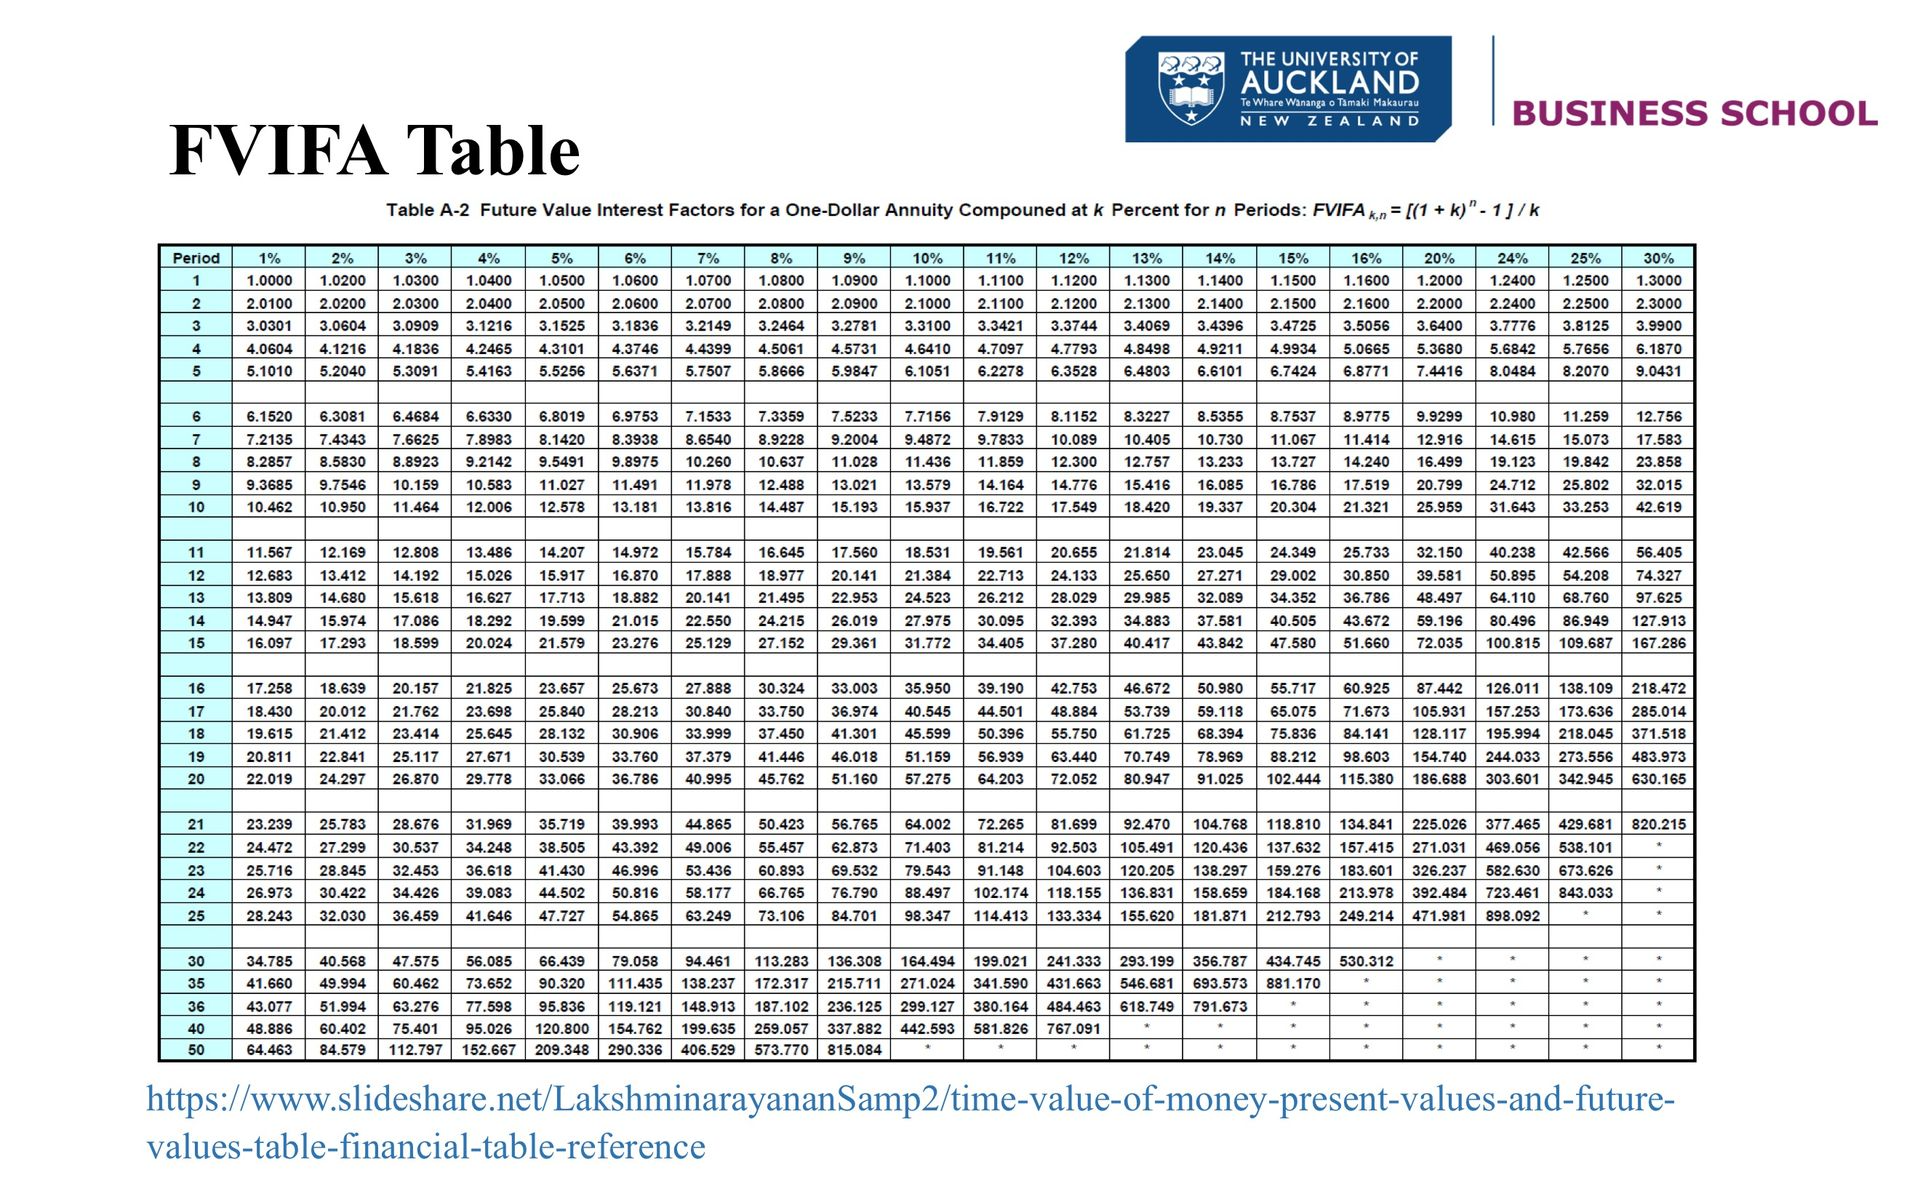 THE UNIVERSITY OF
AUCKLAND
Te Whare Wānanga o Tāmaki Makaurau
NEW ZEALAND
BUSINESS SCHOOL
FVIFA Table
Table A-2 Future Value Interest Factors for a One-Dollar Annuity Compouned at k Percent for n Periods: FVIFA k,n = [(1 + k)^n - 1 ] / k
Period 1% 2% 3% 4% 5% 6% 7% 8% 9% 10% 11% 12% 13% 14% 15% 16% 20% 24% 25% 30%
1 1.0000 1.0200 1.0300 1.0400 1.0500 1.0600 1.0700 1.0800 1.0900 1.1000 1.1100 1.1200 1.1300 1.1400 1.1500 1.1600 1.2000 1.2400 1.2500 1.3000
2 2.0100 2.0200 2.0300 2.0400 2.0500 2.0600 2.0700 2.0800 2.0900 2.1000 2.1100 2.1200 2.1300 2.1400 2.1500 2.1600 2.2000 2.2400 2.2500 2.3000
3 3.0301 3.0604 3.0909 3.1216 3.1525 3.1836 3.2149 3.2464 3.2781 3.3100 3.3421 3.3744 3.4069 3.4396 3.4725 3.5056 3.6400 3.7776 3.8125 3.9900
4 4.0604 4.1216 4.1836 4.2465 4.3101 4.3746 4.4399 4.5061 4.5731 4.6410 4.7097 4.7793 4.8498 4.9211 4.9934 5.0665 5.3680 5.6842 5.7656 6.1870
5 5.1010 5.2040 5.3091 5.4163 5.5256 5.6371 5.7507 5.8666 5.9847 6.1051 6.2278 6.3528 6.4803 6.6101 6.7424 6.8771 7.4416 8.0484 8.2070 9.0431
6 6.1520 6.3081 6.4684 6.6330 6.8019 6.9753 7.1533 7.3359 7.5233 7.7156 7.9129 8.1152 8.3227 8.5355 8.7537 8.9775 9.9299 10.980 11.259 12.756
7 7.2135 7.4343 7.6625 7.8983 8.1420 8.3938 8.6540 8.9228 9.2004 9.4872 9.7833 10.089 10.405 10.730 11.067 11.414 12.916 14.615 15.073 17.583
8 8.2857 8.5830 8.8923 9.2142 9.5491 9.8975 10.260 10.637 11.028 11.436 11.859 12.300 12.757 13.233 13.727 14.240 16.499 19.123 19.842 23.858
9 9.3685 9.7546 10.159 10.583 11.027 11.491 11.978 12.488 13.021 13.579 14.164 14.776 15.416 16.085 16.786 17.519 20.799 24.712 25.802 32.015
10 10.462 10.950 11.464 12.006 12.578 13.181 13.816 14.487 15.193 15.937 16.722 17.549 18.420 19.337 20.304 21.321 25.959 31.643 33.253 42.619
11 11.567 12.169 12.808 13.486 14.207 14.972 15.784 16.645 17.560 18.531 19.561 20.655 21.814 23.045 24.349 25.733 32.150 40.238 42.566 56.405
12 12.683 13.412 14.192 15.026 15.917 16.870 17.888 18.977 20.141 21.384 22.713 24.133 25.650 27.271 29.002 30.850 39.581 50.895 54.208 74.327
13 13.809 14.680 15.618 16.627 17.713 18.882 20.141 21.495 22.953 24.523 26.212 28.029 29.985 32.089 34.352 36.786 48.497 64.110 68.760 97.625
14 14.947 15.974 17.086 18.292 19.599 21.015 22.550 24.215 26.019 27.975 30.095 32.393 34.883 37.581 40.505 43.672 59.196 80.496 86.949 127.913
15 16.097 17.293 18.599 20.024 21.579 23.276 25.129 27.152 29.361 31.772 34.405 37.280 40.417 43.842 47.580 51.660 72.035 100.815 109.687 167.286
16 17.258 18.639 20.157 21.825 23.657 25.673 27.888 30.324 33.003 35.950 39.190 42.753 46.672 50.980 55.717 60.925 87.442 126.011 138.109 218.472
17 18.430 20.012 21.762 23.698 25.840 28.213 30.840 33.750 36.974 40.545 44.501 48.884 53.739 59.118 65.075 71.673 105.931 157.253 173.636 285.014
18 19.615 21.412 23.414 25.645 28.132 30.906 33.999 37.450 41.301 45.599 50.396 55.750 61.725 68.394 75.836 84.141 128.117 195.994 218.045 371.518
19 20.811 22.841 25.117 27.671 30.539 33.760 37.379 41.446 46.018 51.159 56.939 63.440 70.749 78.969 88.212 98.603 154.740 244.033 273.556 483.973
20 22.019 24.297 26.870 29.778 33.066 36.786 40.995 45.762 51.160 57.275 64.203 72.052 80.947 91.025 102.444 115.380 186.688 303.601 342.945 630.165
21 23.239 25.783 28.676 31.969 35.719 39.993 44.865 50.423 56.765 64.002 72.265 81.699 92.470 104.768 118.810 134.841 225.026 377.465 429.681 820.215
22 24.472 27.299 30.537 34.248 38.505 43.392 49.006 55.457 62.873 71.403 81.214 92.503 105.491 120.436 137.632 157.415 271.031 469.056 538.101 *
23 25.716 28.845 32.453 36.618 41.430 46.996 53.436 60.893 69.532 79.543 91.148 104.603 120.205 138.297 159.276 183.601 326.237 582.630 673.626 *
24 26.973 30.422 34.426 39.083 44.502 50.816 58.177 66.765 76.790 88.497 102.174 118.155 136.831 158.659 184.168 213.978 392.484 723.461 843.033 *
25 28.243 32.030 36.459 41.646 47.727 54.865 63.249 73.106 84.701 98.347 114.413 133.334 155.620 181.871 212.793 249.214 471.981 898.092 * *
30 34.785 40.568 47.575 56.085 66.439 79.058 94.461 113.283 136.308 164.494 199.021 241.333 293.199 356.787 434.745 530.312 * * * *
35 41.660 49.994 60.462 73.652 90.320 111.435 138.237 172.317 215.711 271.024 341.590 431.663 546.681 693.573 881.170 * * * * *
36 43.077 51.994 63.276 77.598 95.836 119.121 148.913 187.102 236.125 299.127 380.164 484.463 618.749 791.673 * * * * * *
40 48.886 60.402 75.401 95.026 120.800 154.762 199.635 259.057 337.882 442.593 581.826 767.091 * * * * * * * *
50 64.463 84.579 112.797 152.667 209.348 290.336 406.529 573.770 815.084 * * * * * * * * * * *
https://www.slideshare.net/LakshminarayananSamp2/time-value-of-money-present-values-and-future-
values-table-financial-table-reference